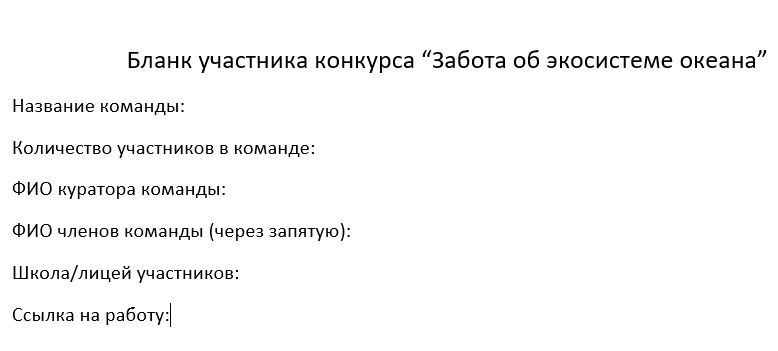 Бланк участника конкурса “Забота об экосистеме океана”
Название команды:
Количество участников в команде:
ФИО куратора команды:
ФИО членов команды (через запятую):
Школа/лицей участников:
Ссылка на работу: